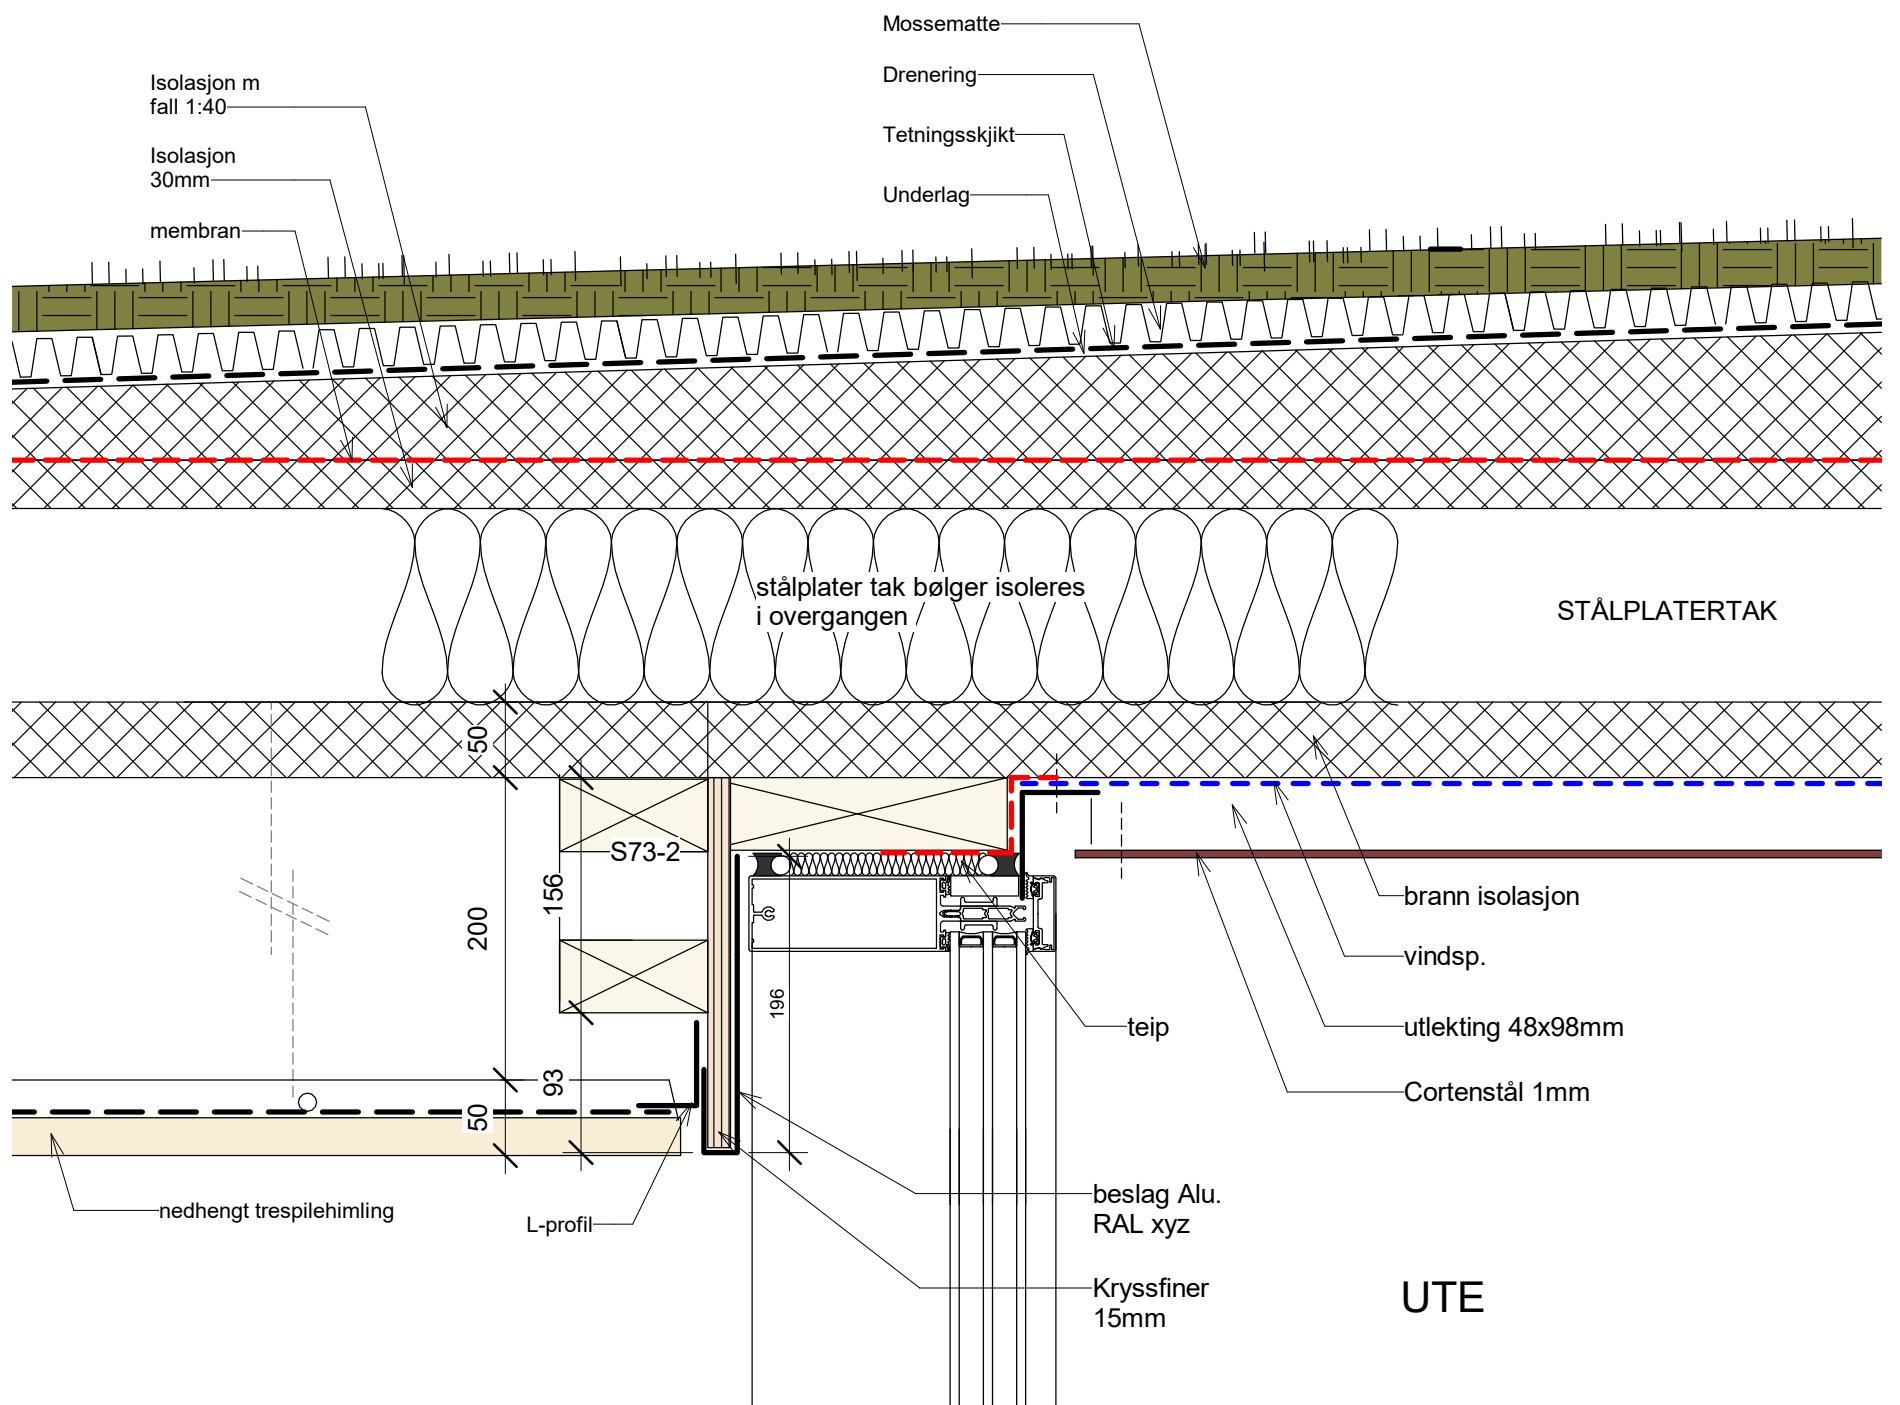 Mossematte
Drenering
Tetningsskjikt
Underlag
Isolasjon m
fall 1:40
Isolasjon
30mm
membran
stålplater tak bølger isoleres
i overgangen
STÅLPLATERTAK
50
S73-2
156
200
196
93
50
brann isolasjon
vindsp.
utlekting 48x98mm
teip
Cortenstål 1mm
nedhengt trespilehimling
L-profil
beslag Alu.
RAL xyz
Kryssfiner
15mm
UTE